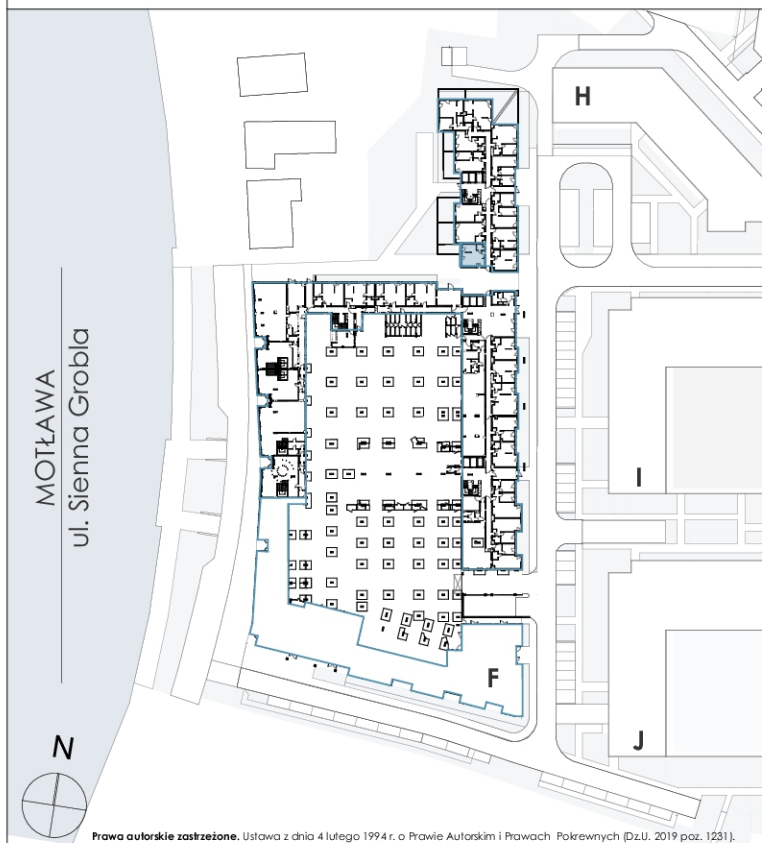 H
MOTŁAWA
ul. Sienna Grobla
I
F
J
N
Prawa autorskie zastrzeżone. Ustawa z dnia 4 lutego 1994 r. o Prawie Autorskim i Prawach Pokrewnych (Dz.U. 2019 poz. 1231).